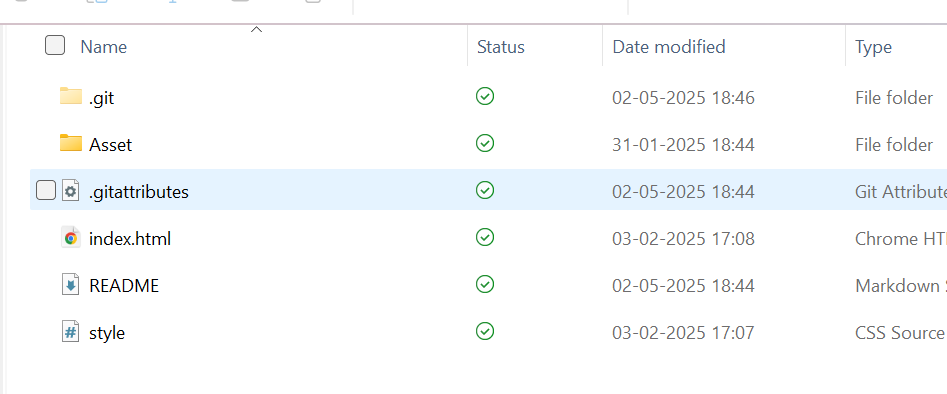 Name Status Date modified Type
.git 02-05-2025 18:46 File folder
Asset 31-01-2025 18:44 File folder
.gitattributes 02-05-2025 18:44 Git Attribute
index.html 03-02-2025 17:08 Chrome HT
README 02-05-2025 18:44 Markdown S
style 03-02-2025 17:07 CSS Source